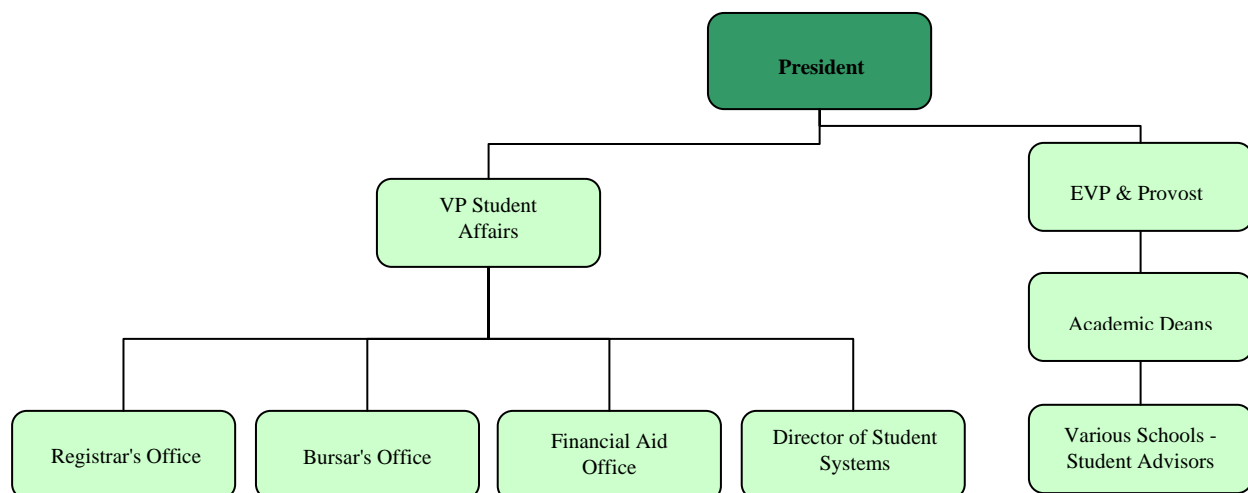 President
VP Student
Affairs
EVP & Provost
Academic Deans
Registrar's Office
Bursar's Office
Financial Aid
Office
Director of Student
Systems
Various Schools -
Student Advisors